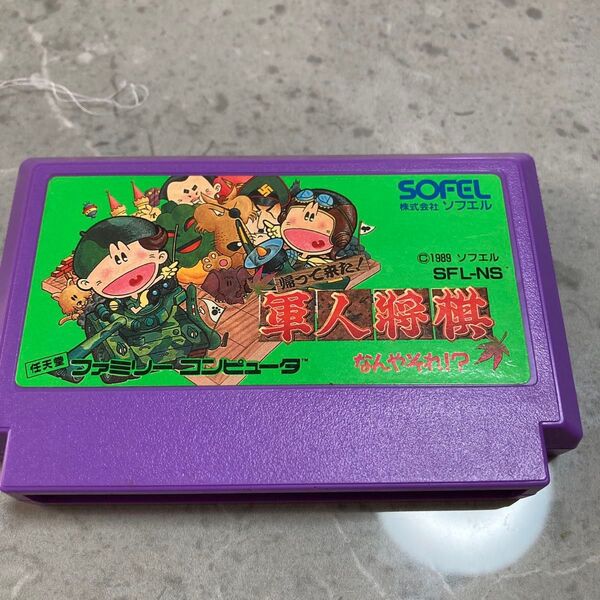 SOFEL
株式会社 ソフエル
©1989 ソフエル
SFL-NS
帰って来た!
軍人将棋
なんやそれ!?
任天堂
ファミリーコンピュータ™